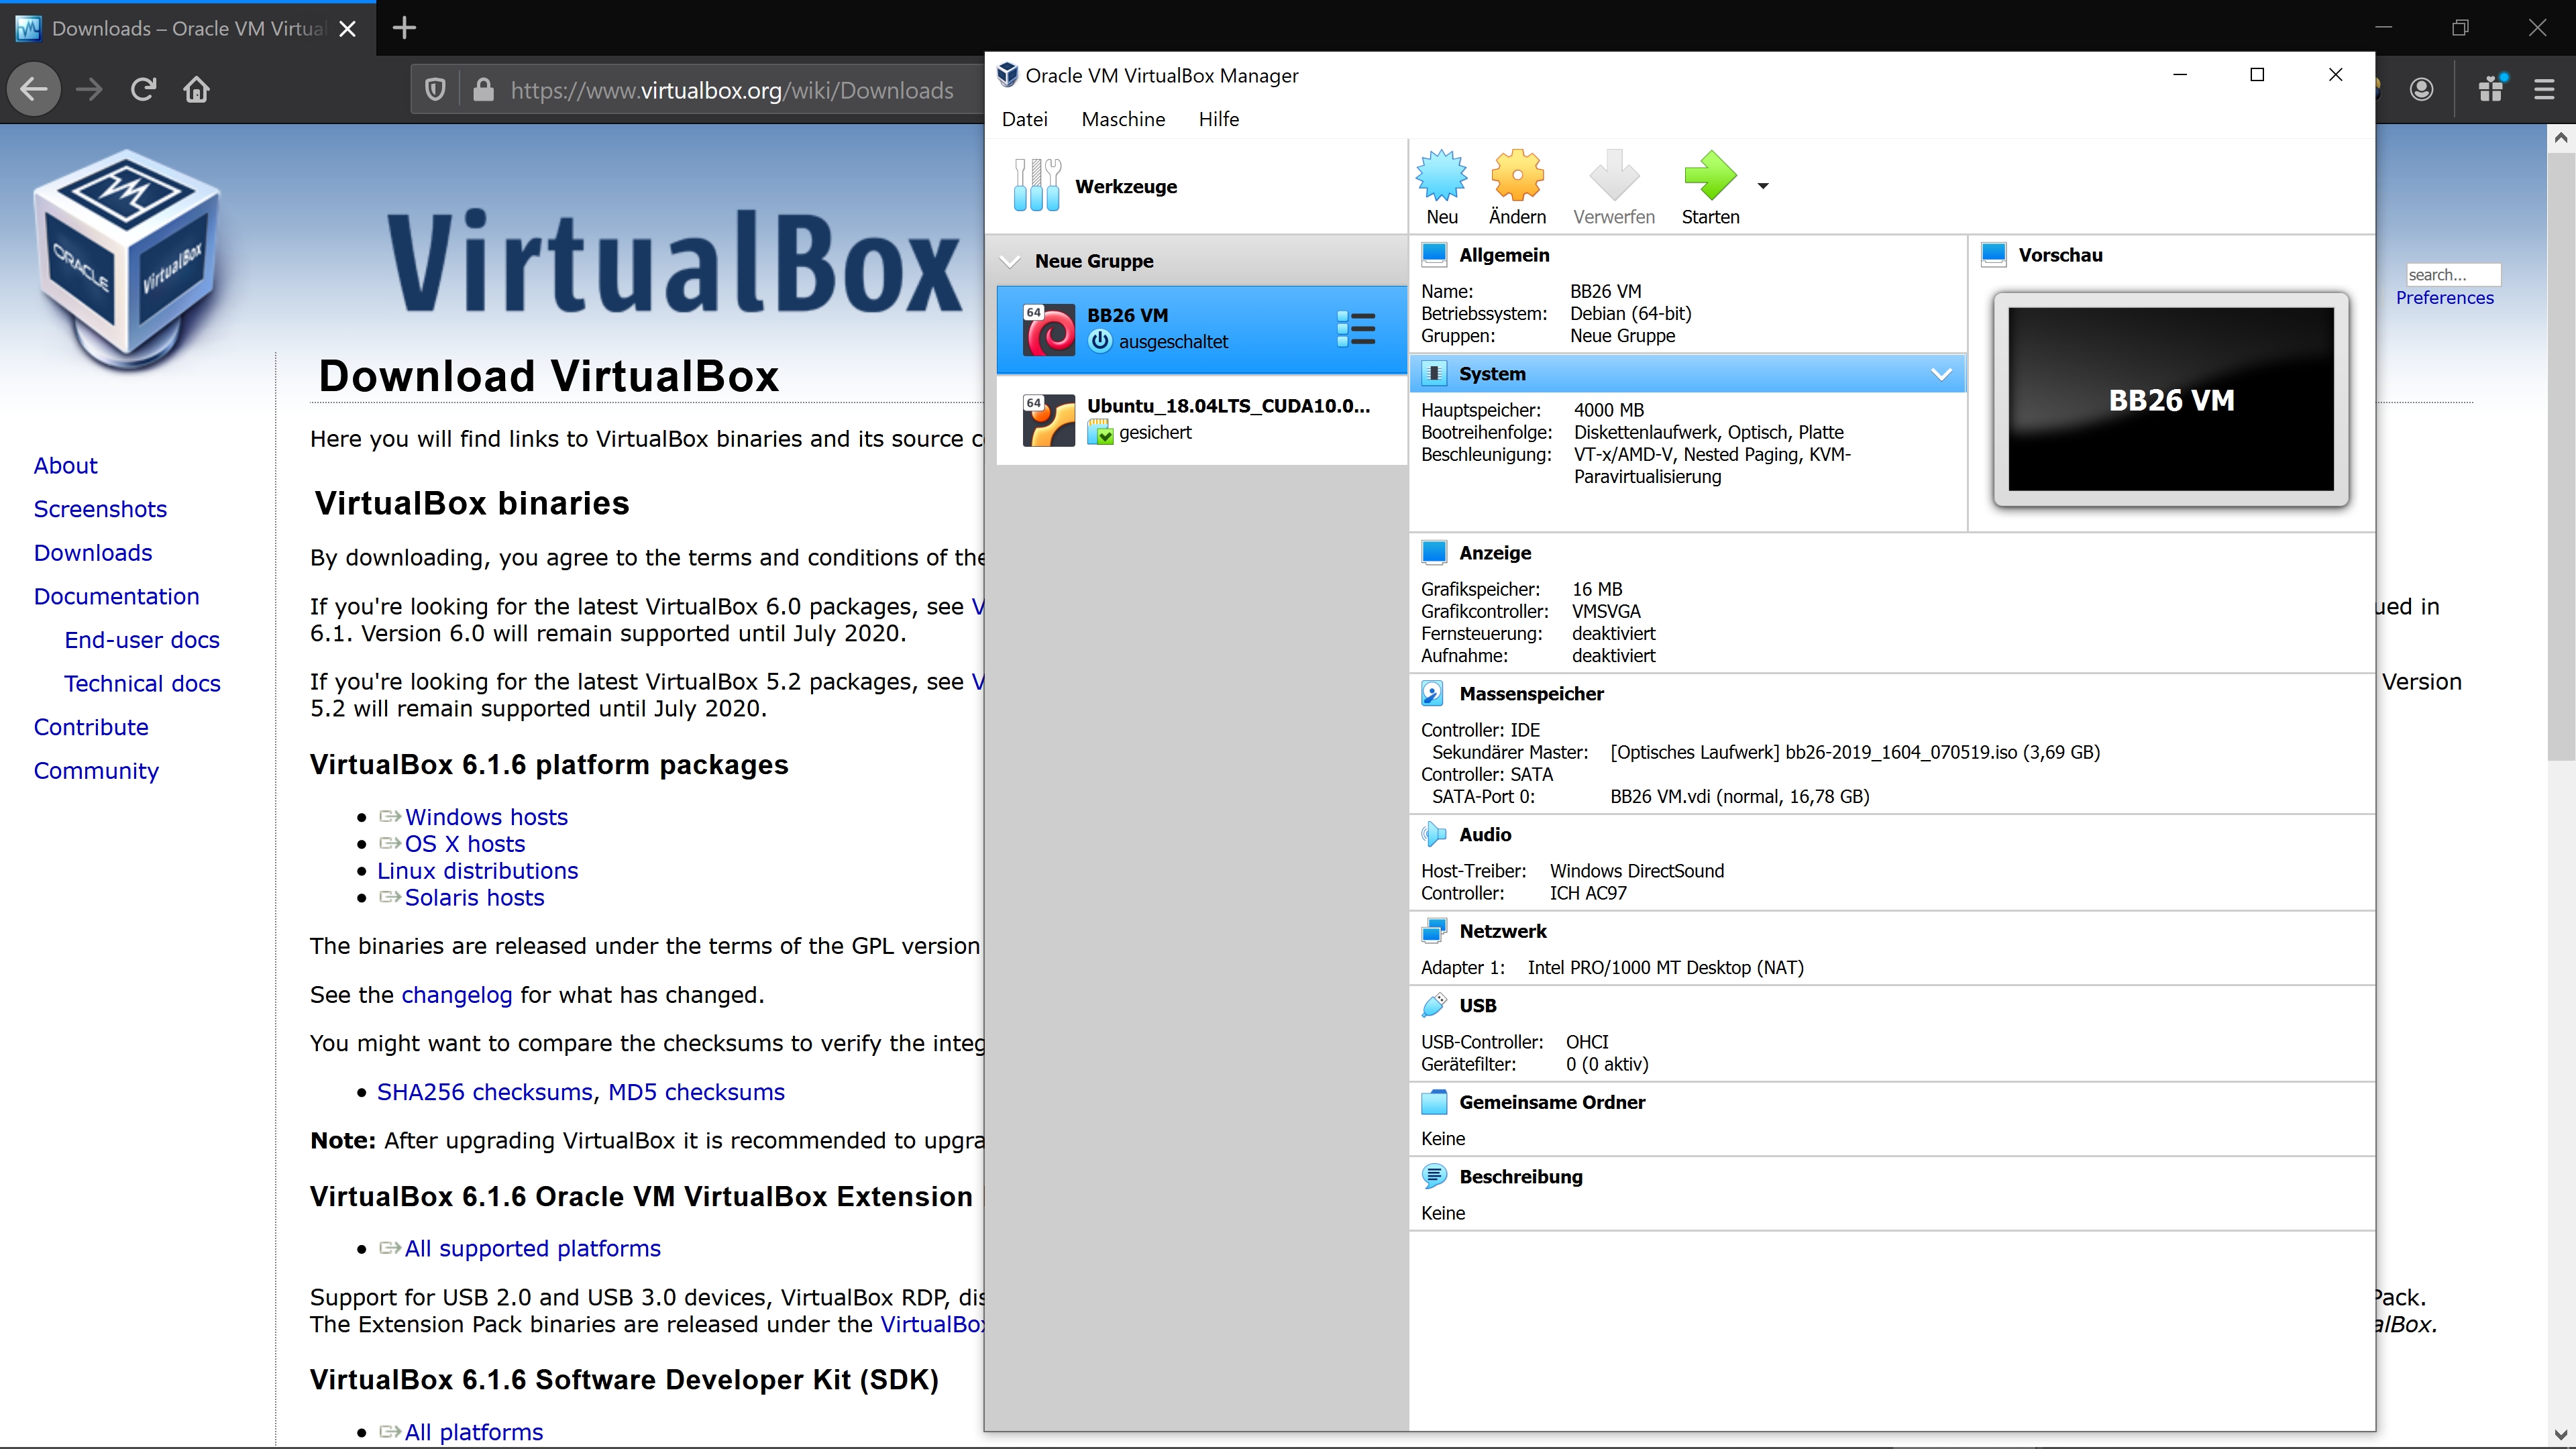 Downloads – Oracle VM Virtua
https://www.virtualbox.org/wiki/Downloads
ORACLE
VirtualBox
VirtualBox
search...
Preferences
About
Screenshots
Downloads
Documentation
End-user docs
Technical docs
Contribute
Community
Download VirtualBox
Here you will find links to VirtualBox binaries and its source c
VirtualBox binaries
By downloading, you agree to the terms and conditions of the
If you're looking for the latest VirtualBox 6.0 packages, see V
ued in
6.1. Version 6.0 will remain supported until July 2020.
If you're looking for the latest VirtualBox 5.2 packages, see V
Version
5.2 will remain supported until July 2020.
VirtualBox 6.1.6 platform packages
Windows hosts
OS X hosts
Linux distributions
Solaris hosts
The binaries are released under the terms of the GPL version
See the changelog for what has changed.
You might want to compare the checksums to verify the integ
SHA256 checksums, MD5 checksums
Note: After upgrading VirtualBox it is recommended to upgra
VirtualBox 6.1.6 Oracle VM VirtualBox Extension
All supported platforms
Support for USB 2.0 and USB 3.0 devices, VirtualBox RDP, dis
Pack.
The Extension Pack binaries are released under the VirtualBox
alBox.
VirtualBox 6.1.6 Software Developer Kit (SDK)
All platforms
Oracle VM VirtualBox Manager
Datei Maschine Hilfe
Werkzeuge
Neu Ändern Verwerfen Starten
Neue Gruppe
64
BB26 VM
ausgeschaltet
64
Ubuntu_18.04LTS_CUDA10.0...
gesichert
Allgemein
Name: BB26 VM
Betriebssystem: Debian (64-bit)
Gruppen: Neue Gruppe
System
Hauptspeicher: 4000 MB
Bootreihenfolge: Diskettenlaufwerk, Optisch, Platte
Beschleunigung: VT-x/AMD-V, Nested Paging, KVM-
Paravirtualisierung
Vorschau
BB26 VM
Anzeige
Grafikspeicher: 16 MB
Grafikcontroller: VMSVGA
Fernsteuerung: deaktiviert
Aufnahme: deaktiviert
Massenspeicher
Controller: IDE
Sekundärer Master: [Optisches Laufwerk] bb26-2019_1604_070519.iso (3,69 GB)
Controller: SATA
SATA-Port 0: BB26 VM.vdi (normal, 16,78 GB)
Audio
Host-Treiber: Windows DirectSound
Controller: ICH AC97
Netzwerk
Adapter 1: Intel PRO/1000 MT Desktop (NAT)
USB
USB-Controller: OHCI
Gerätefilter: 0 (0 aktiv)
Gemeinsame Ordner
Keine
Beschreibung
Keine